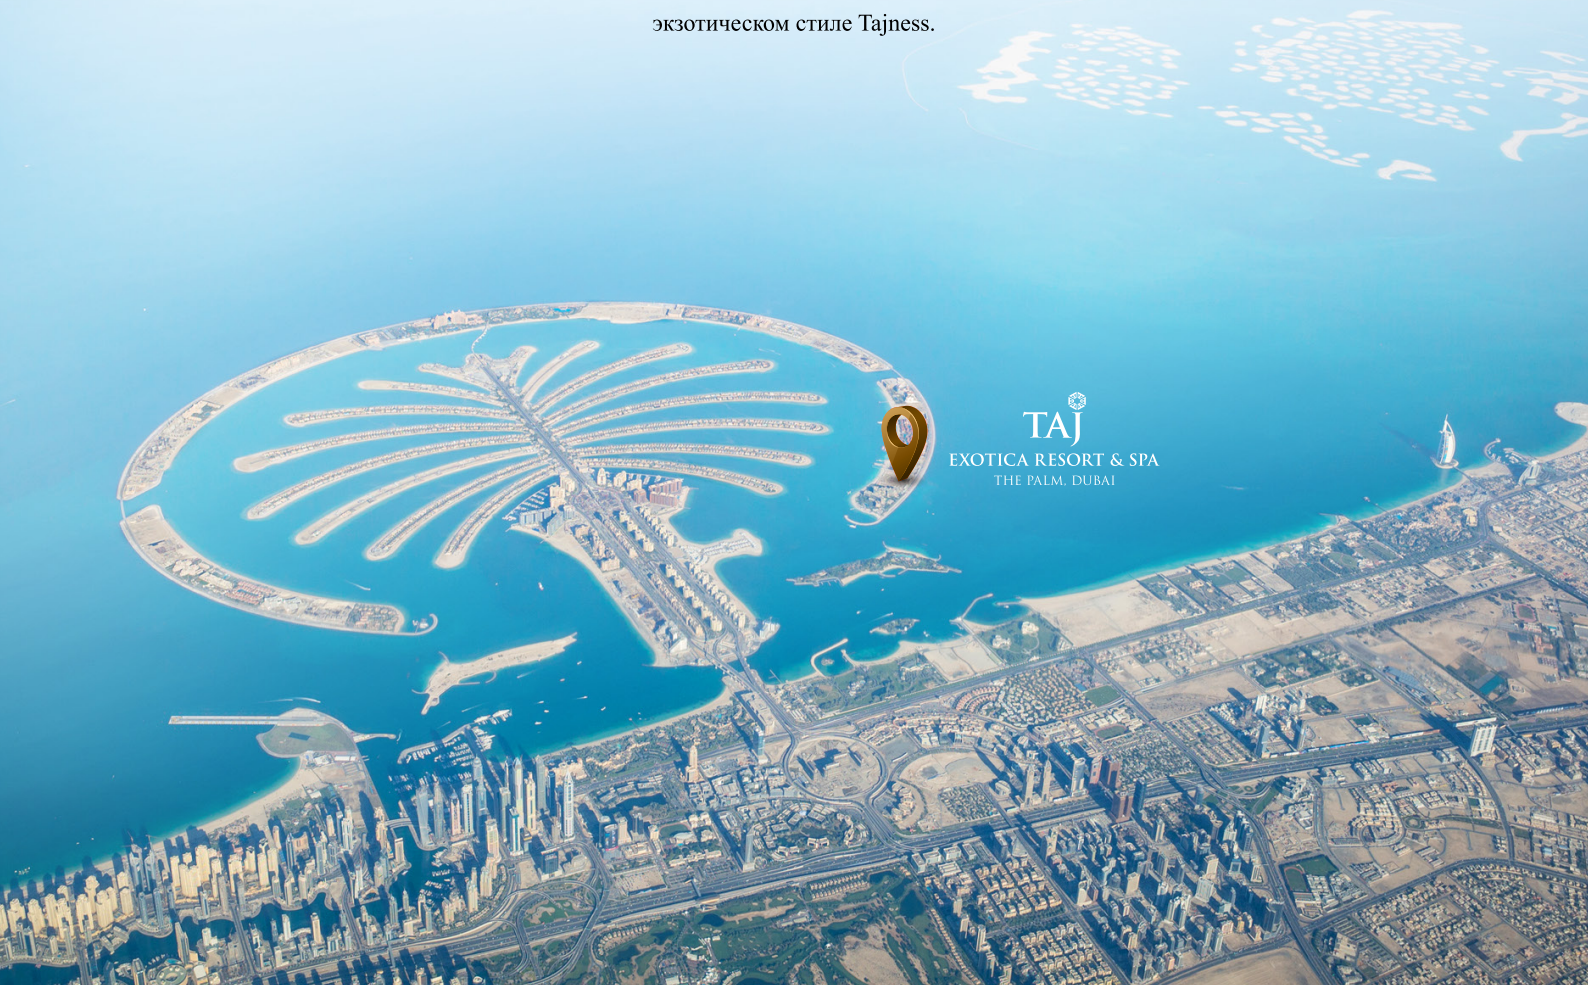 экзотическом стиле Tajness.
TAJ
EXOTICA RESORT & SPA
THE PALM, DUBAI